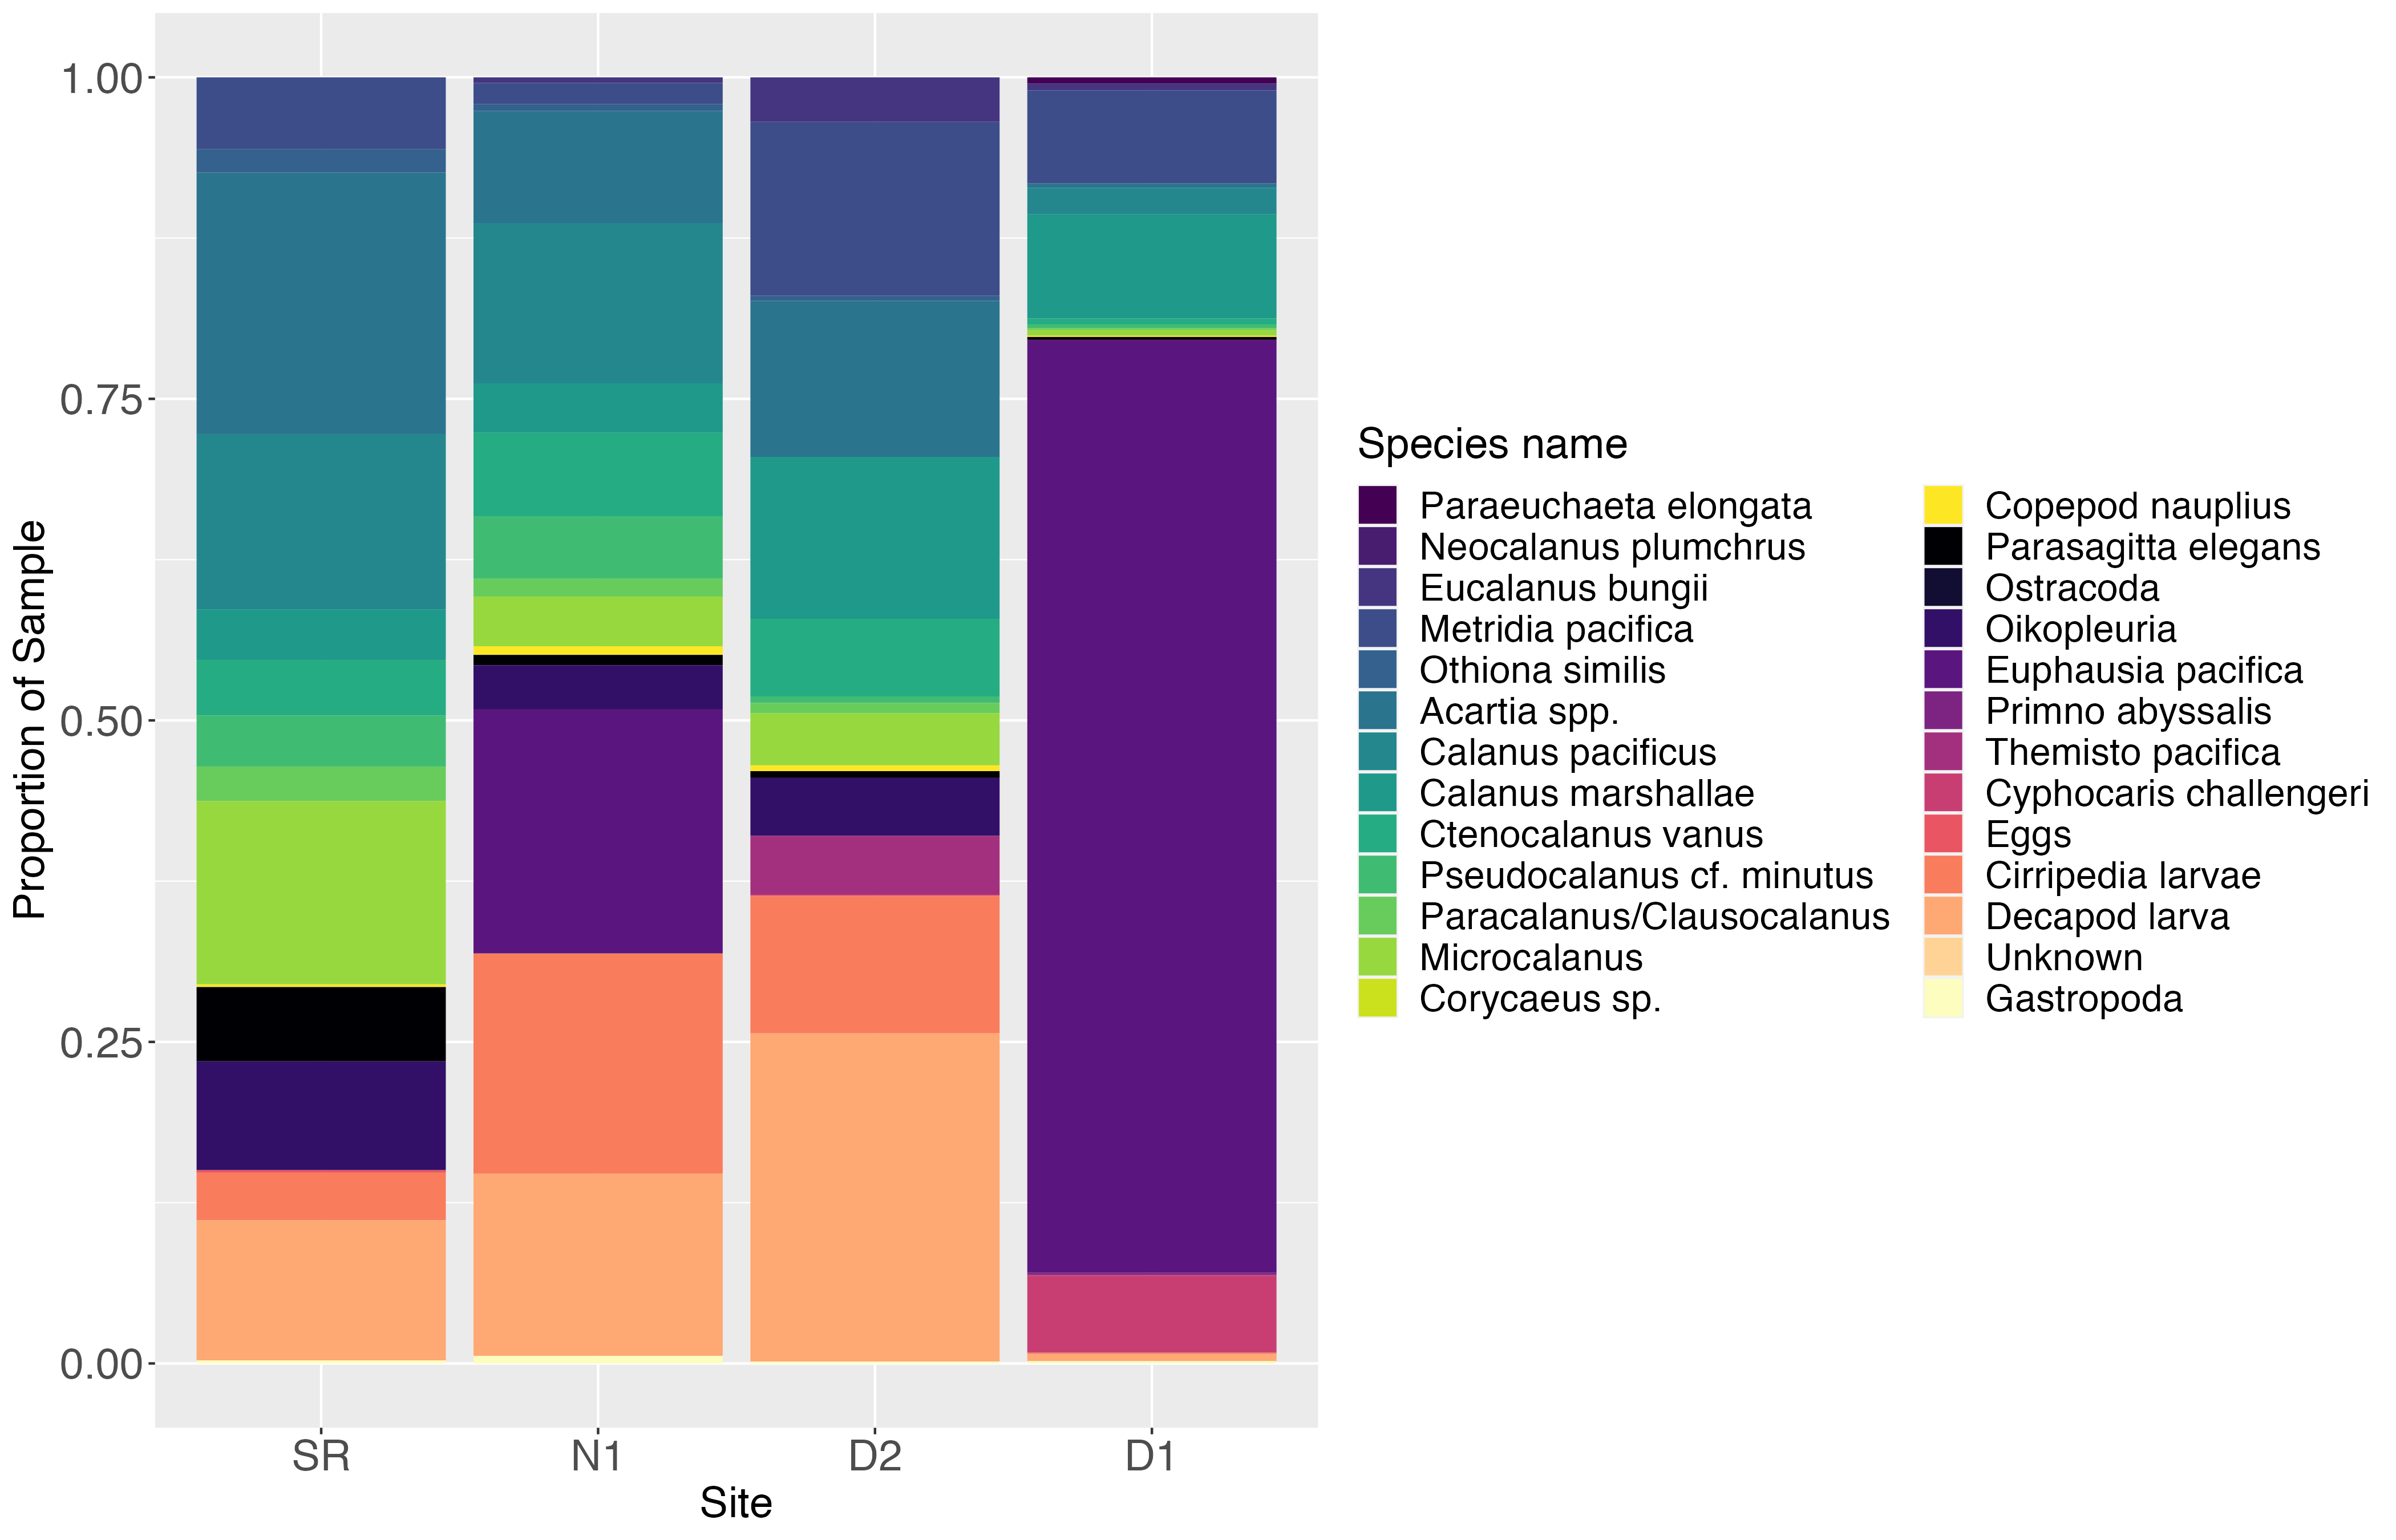 Proportion of Sample
1.00
0.75
0.50
0.25
0.00
SR
N1
D2
D1
Site
Species name
Paraeuchaeta elongata
Neocalanus plumchrus
Eucalanus bungii
Metridia pacifica
Othiona similis
Acartia spp.
Calanus pacificus
Calanus marshallae
Ctenocalanus vanus
Pseudocalanus cf. minutus
Paracalanus/Clausocalanus
Microcalanus
Corycaeus sp.
Copepod nauplius
Parasagitta elegans
Ostracoda
Oikopleuria
Euphausia pacifica
Primno abyssalis
Themisto pacifica
Cyphocaris challengeri
Eggs
Cirripedia larvae
Decapod larva
Unknown
Gastropoda